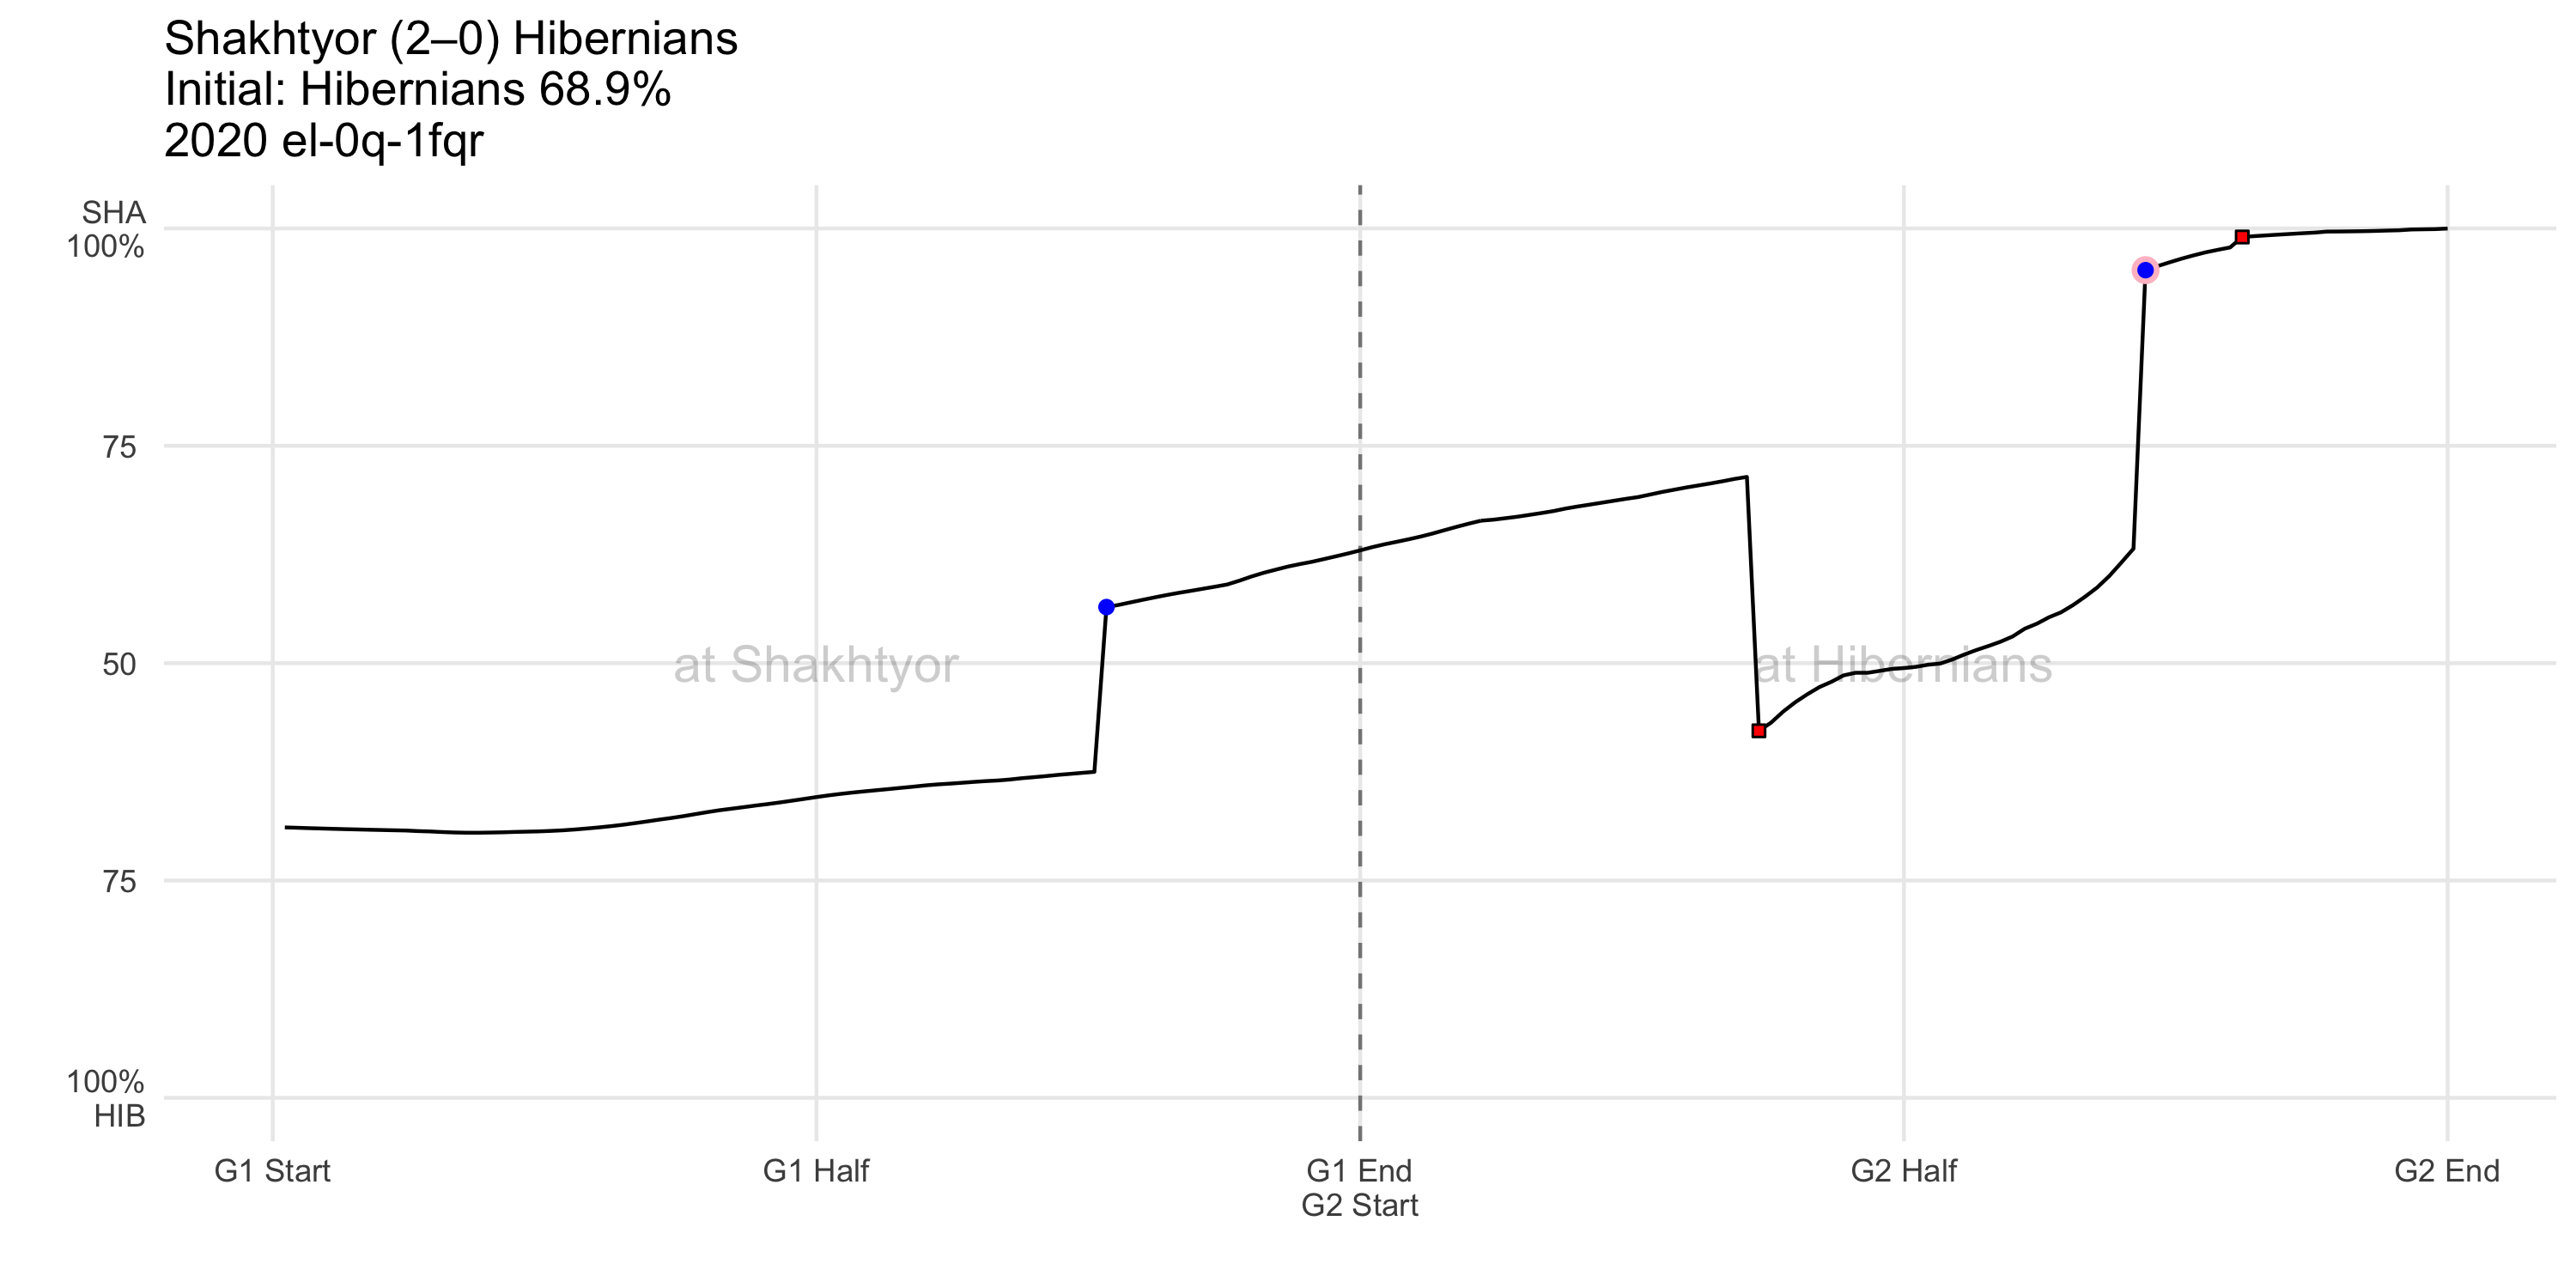 Shakhtyor (2–0) Hibernians
Initial: Hibernians 68.9%
2020 el-0q-1fqr
SHA
100%
75
50
75
100%
HIB
at Shakhtyor
at Hibernians
G1 Start
G1 Half
G1 End
G2 Start
G2 Half
G2 End